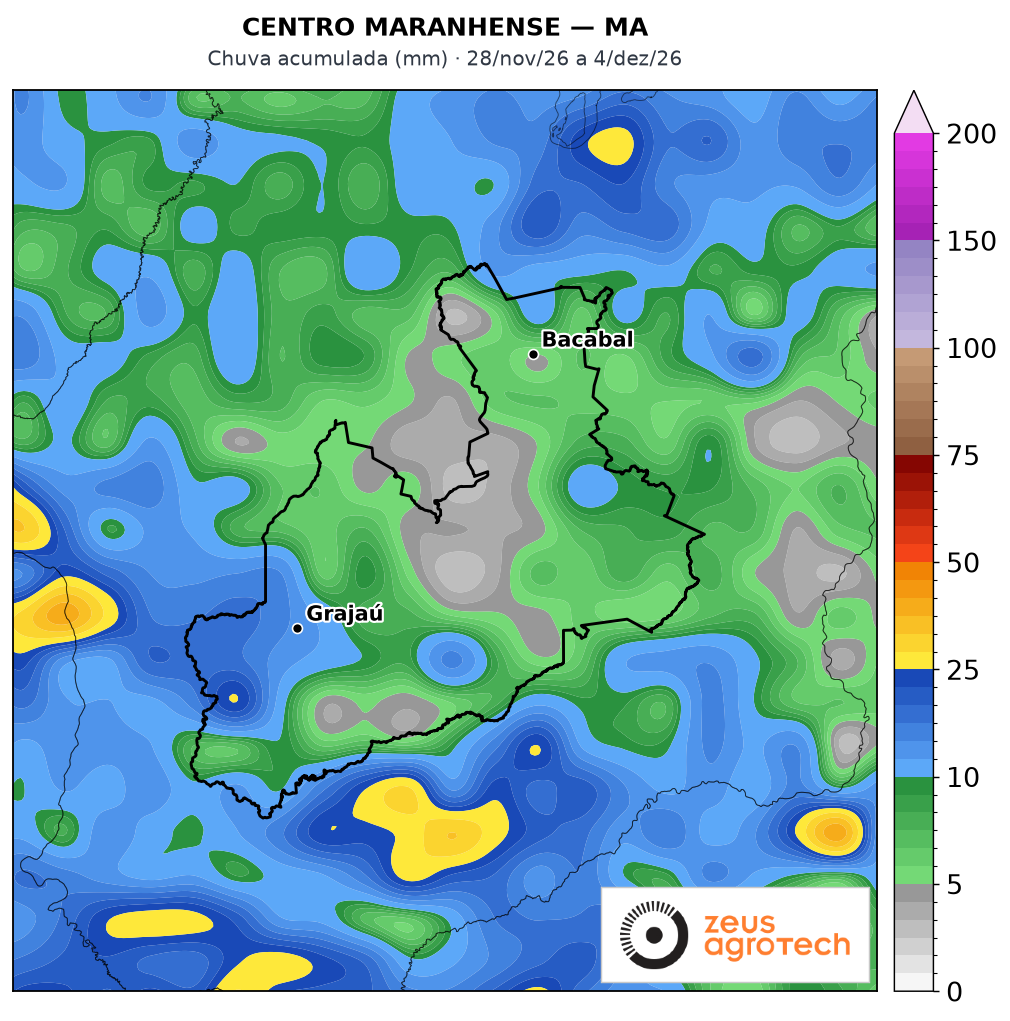 CENTRO MARANHENSE — MA
Chuva acumulada (mm) · 28/nov/26 a 4/dez/26
200
150
100
75
50
25
10
5
0
Bacabal
Grajaú
zeus
agrotech